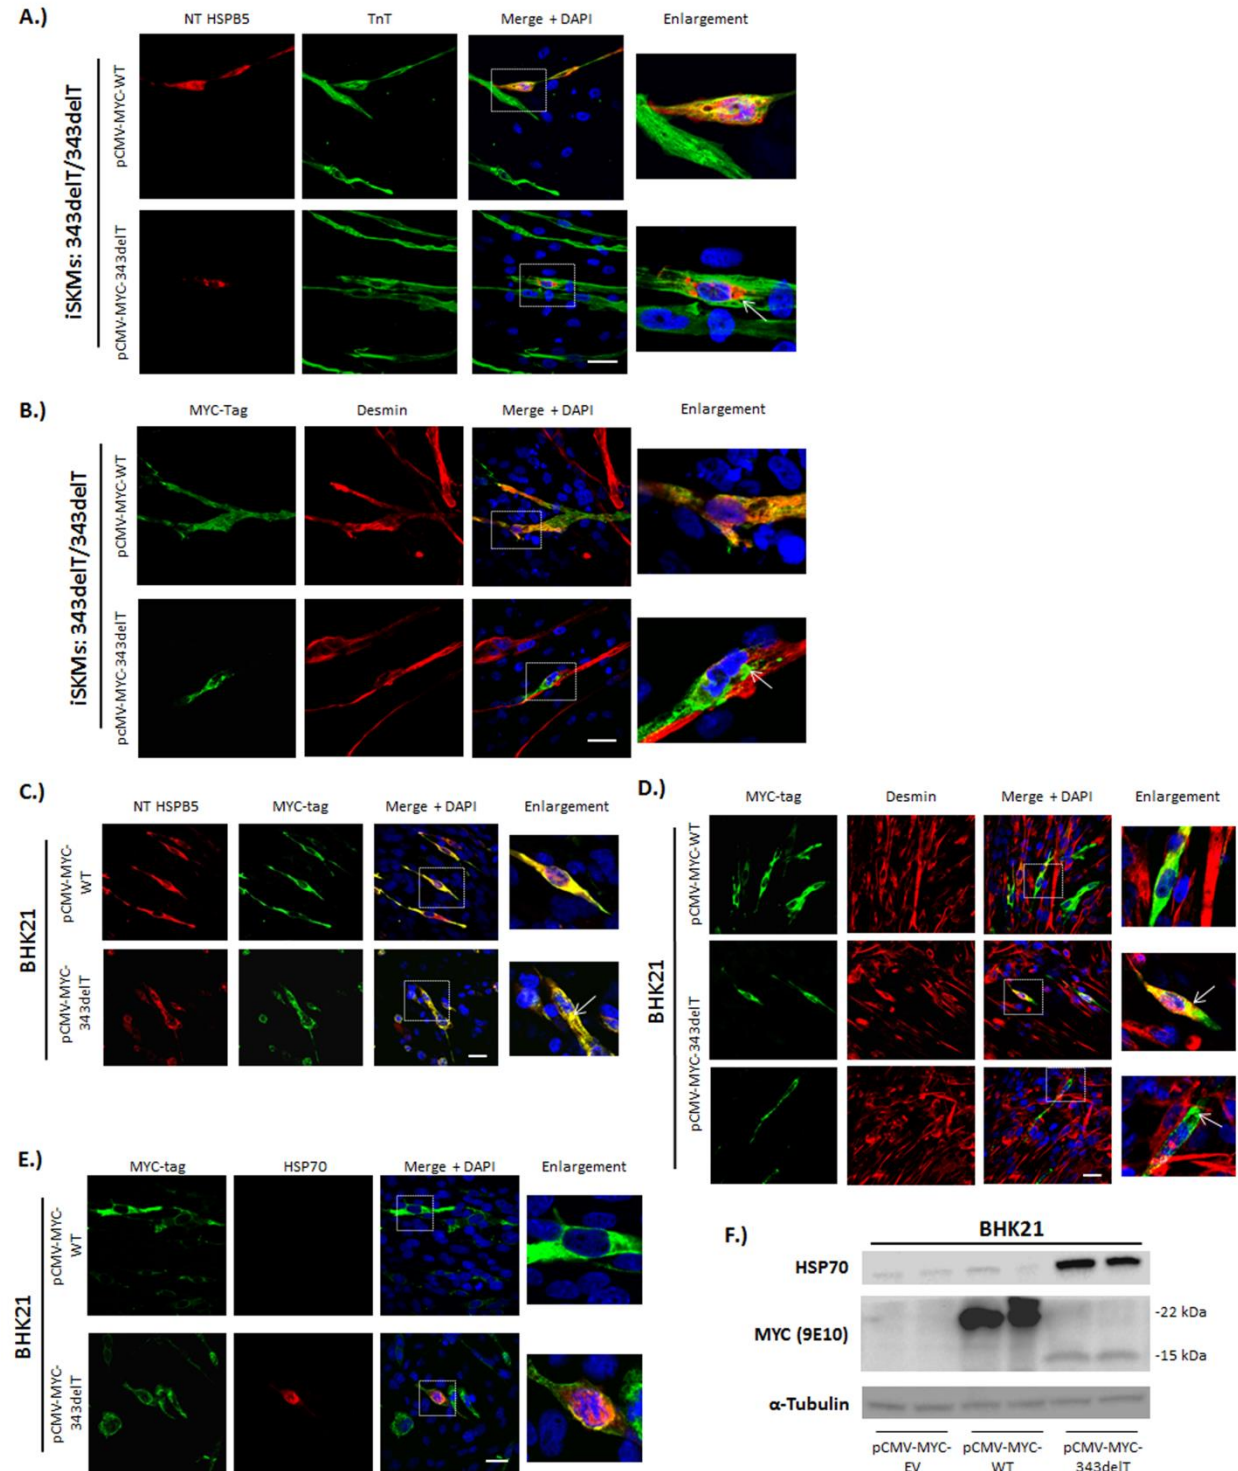 A.)
NT HSPB5 TnT Merge + DAPI Enlargement
iSKMs: 343delT/343delT
pCMV-MYC-WT
pCMV-MYC-343delT
B.)
MYC-Tag Desmin Merge + DAPI Enlargement
iSKMs: 343delT/343delT
pCMV-MYC-WT
pcMV-MYC-343delT
C.)
NT HSPB5 MYC-tag Merge + DAPI Enlargement
BHK21
pCMV-MYC-
WT
pCMV-MYC-
343delT
D.)
MYC-tag Desmin Merge + DAPI Enlargement
BHK21
pCMV-MYC-WT
pCMV-MYC-343delT
E.)
MYC-tag HSP70 Merge + DAPI Enlargement
BHK21
pCMV-MYC-
WT
pCMV-MYC-
343delT
F.)
BHK21
HSP70
MYC (9E10)
-22 kDa
-15 kDa
α-Tubulin
pCMV-MYC- pCMV-MYC- pCMV-MYC-
EV WT 343delT